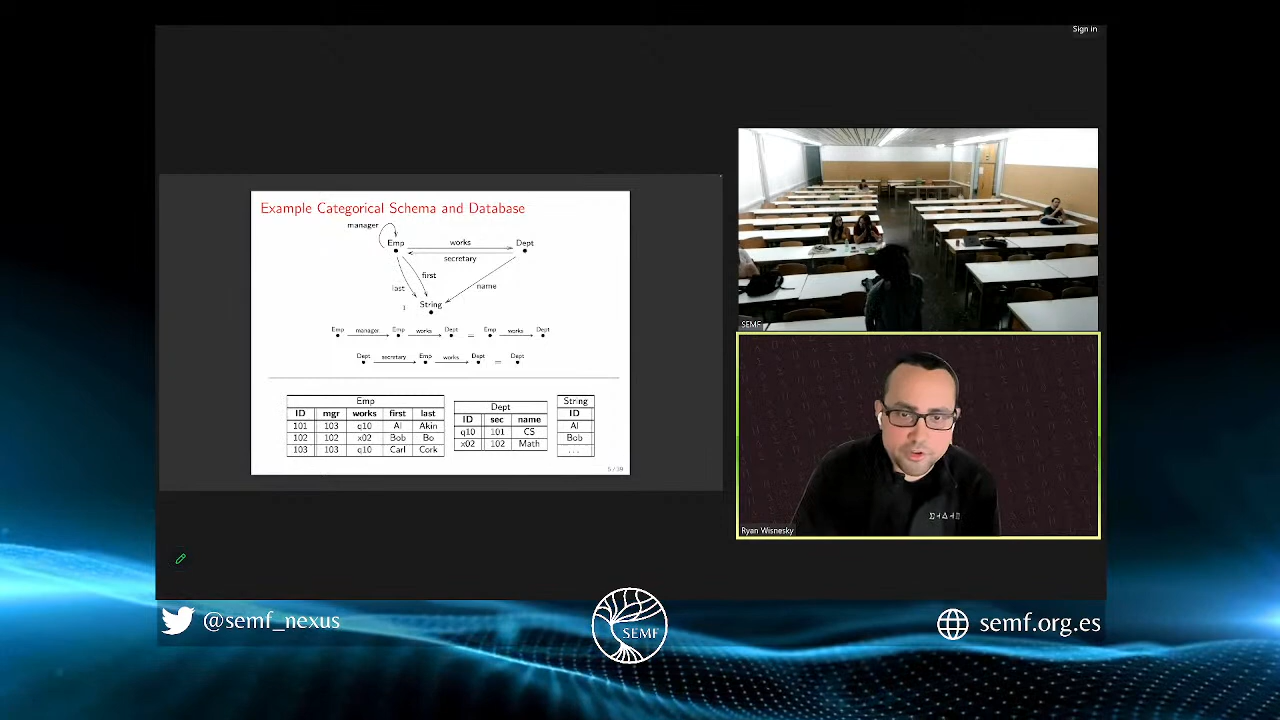 Sign in
Example Categorical Schema and Database
manager
Emp
works
Dept
secretary
first
last
name
String
Emp manager Emp works Dept = Emp works Dept
Dept secretary Emp works Dept = Dept
Emp
ID mgr works first last
101 103 q10 Al Akin
102 102 x02 Bob Bo
103 103 q10 Carl Cork
Dept
ID sec name
q10 101 CS
x02 102 Math
String
ID
Al
Bob
...
5 / 39
SEMF
Ryan Wisnesky
@semf_nexus
SEMF
semf.org.es